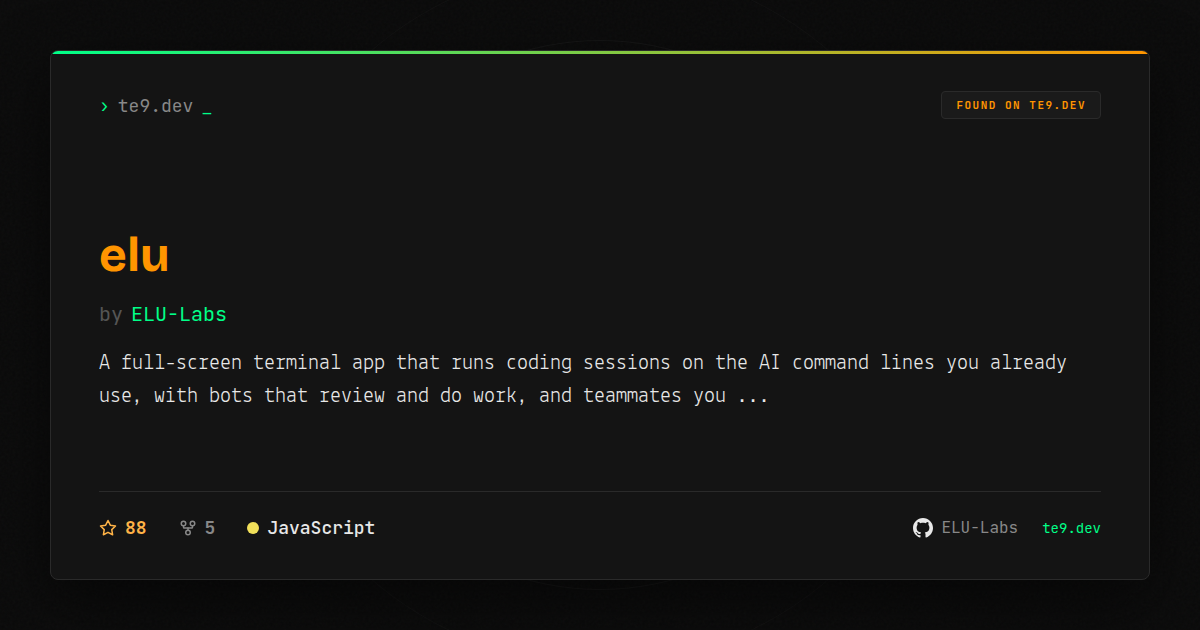 › te9.dev _
FOUND ON TE9.DEV
elu
by ELU-Labs
A full-screen terminal app that runs coding sessions on the AI command lines you already
use, with bots that review and do work, and teammates you ...
88 5 JavaScript
ELU-Labs te9.dev